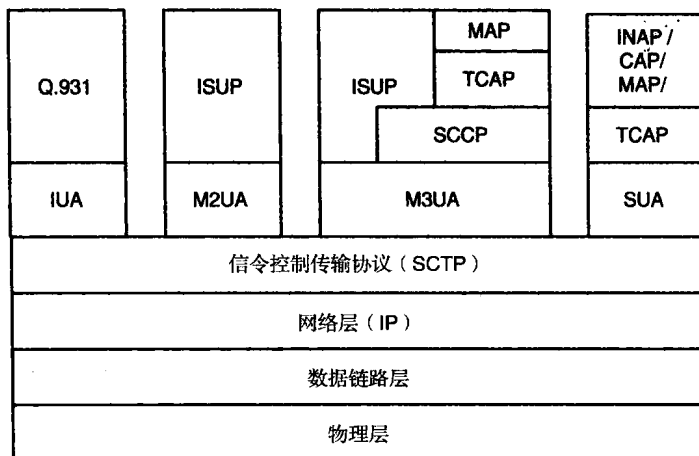 Q.931
IUA
ISUP
M2UA
ISUP
MAP
TCAP
SCCP
M3UA
INAP /
CAP/
MAP/
TCAP
SUA
信令控制传输协议（SCTP）
网络层（IP）
数据链路层
物理层